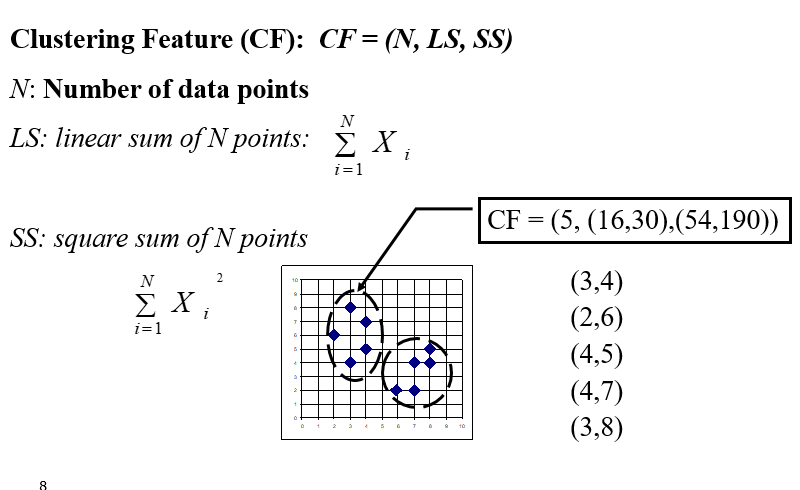 Clustering Feature (CF): CF = (N, LS, SS)
N: Number of data points
LS: linear sum of N points: N ∑ i=1 X i
CF = (5, (16,30),(54,190))
SS: square sum of N points
N ∑ i=1 X i 2
(3,4)
(2,6)
(4,5)
(4,7)
(3,8)
10
9
8
7
6
5
4
3
2
1
0
0 1 2 3 4 5 6 7 8 9 10
8